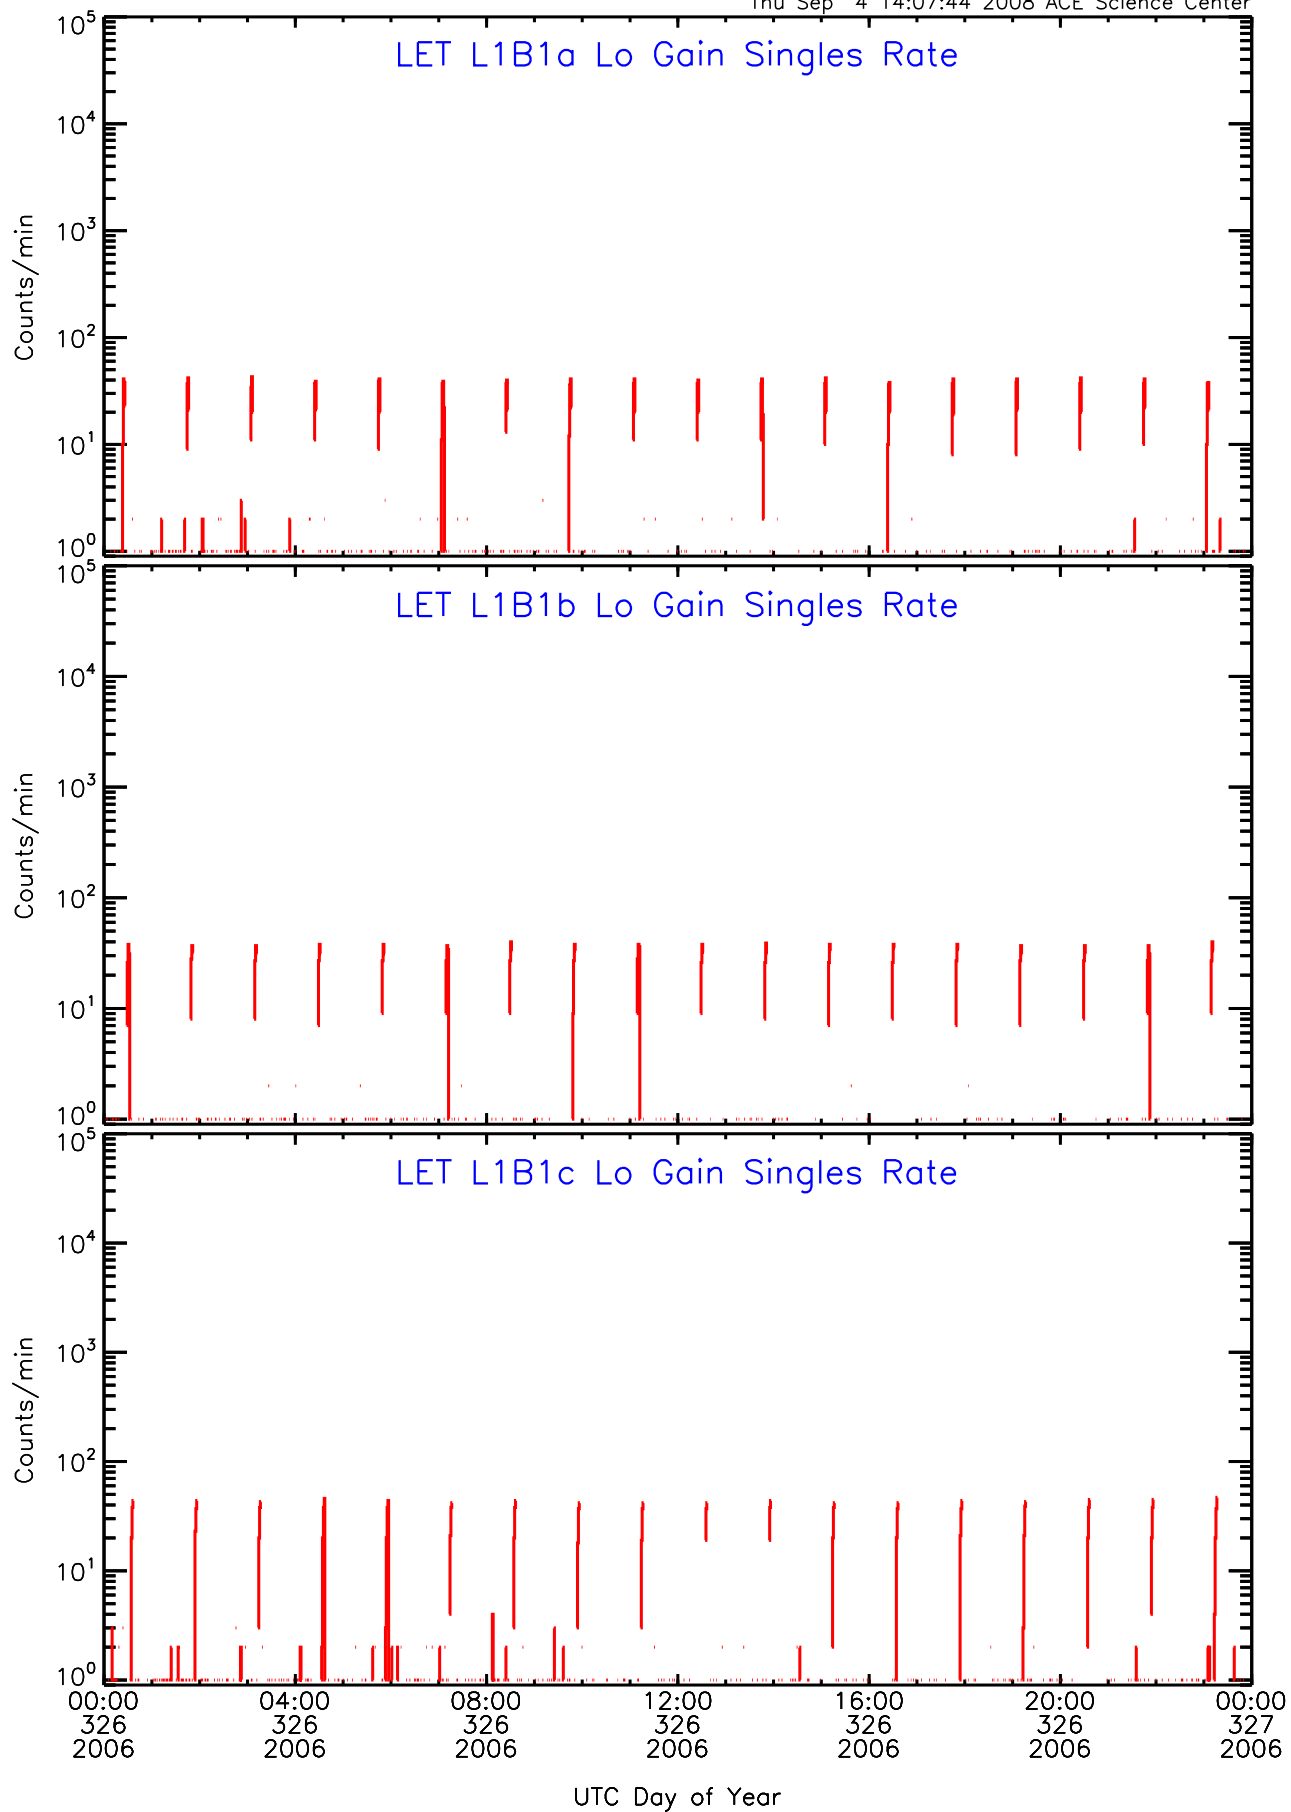 Thu Sep 4 14:07:44 2008 ACE Science Center
LET L1B1a Lo Gain Singles Rate
10^5
10^4
10^3
10^2
10^1
10^0
Counts/min
LET L1B1b Lo Gain Singles Rate
10^5
10^4
10^3
10^2
10^1
10^0
Counts/min
LET L1B1c Lo Gain Singles Rate
10^5
10^4
10^3
10^2
10^1
10^0
Counts/min
00:00 04:00 08:00 12:00 16:00 20:00 00:00
326 326 326 326 326 326 327
2006 2006 2006 2006 2006 2006 2006
UTC Day of Year